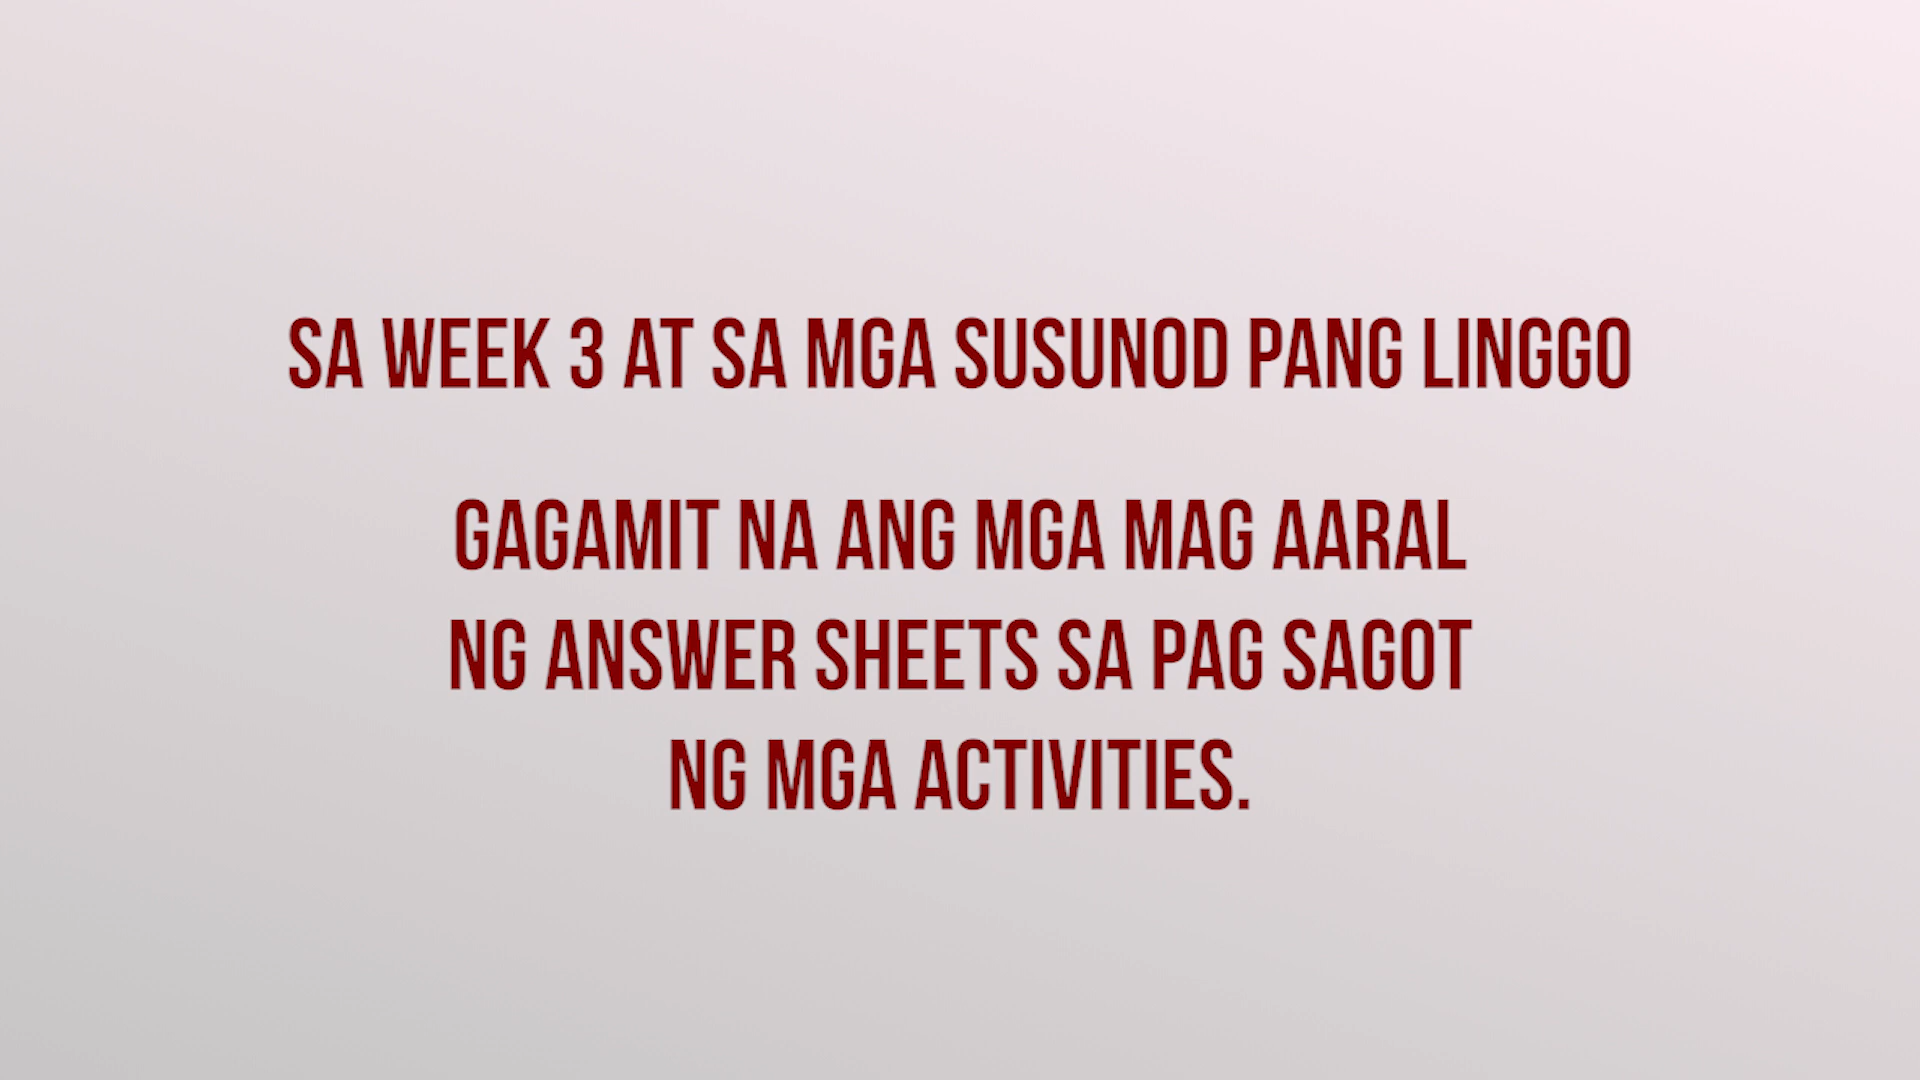 SA WEEK 3 AT SA MGA SUSUNOD PANG LINGGO
GAGAMIT NA ANG MGA MAG AARAL
NG ANSWER SHEETS SA PAG SAGOT
NG MGA ACTIVITIES.